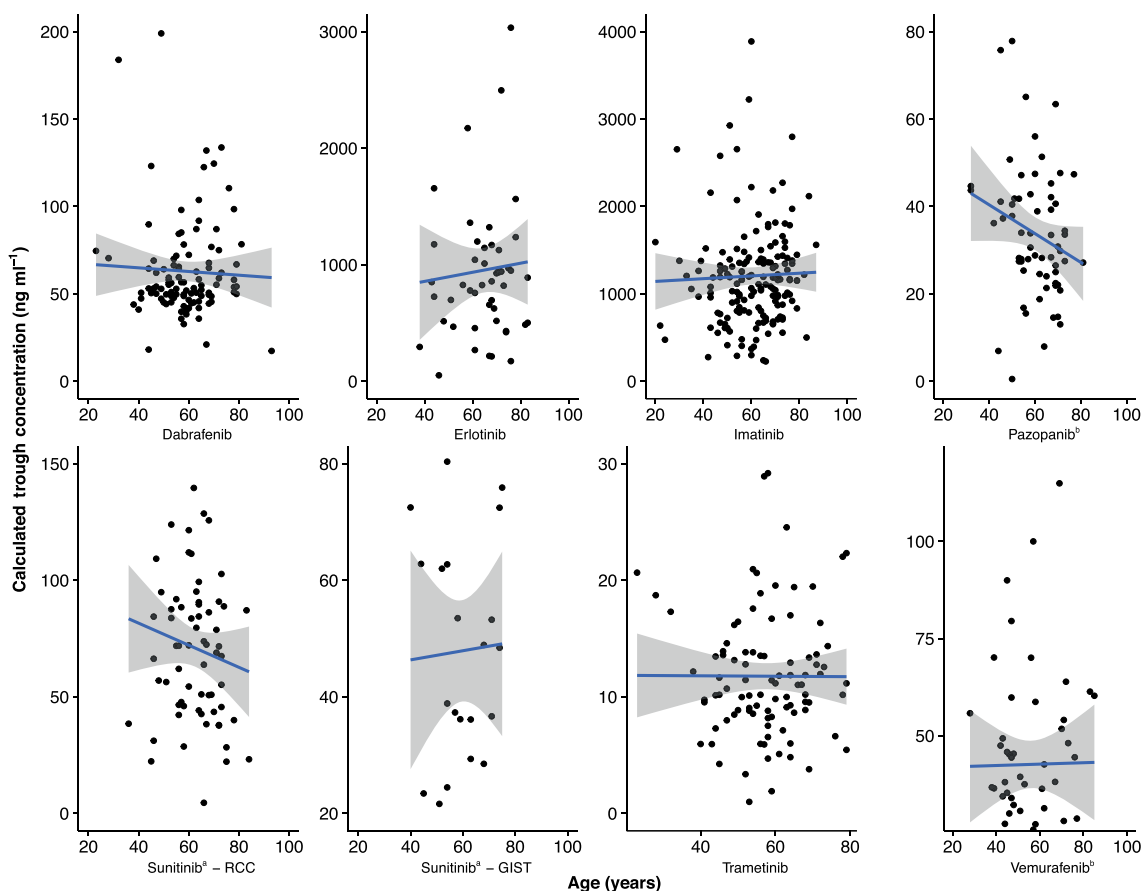 Calculated trough concentration (ng ml⁻¹)
200
150
100
50
0
20 40 60 80 100
Dabrafenib
3000
2000
1000
0
20 40 60 80 100
Erlotinib
4000
3000
2000
1000
0
20 40 60 80 100
Imatinib
80
60
40
20
0
20 40 60 80 100
Pazopanibᵇ
150
100
50
0
20 40 60 80 100
Sunitinibᵃ – RCC
80
60
40
20
20 40 60 80 100
Sunitinibᵃ – GIST
30
20
10
0
20 40 60 80
Trametinib
100
75
50
20 40 60 80 100
Vemurafenibᵇ
Age (years)